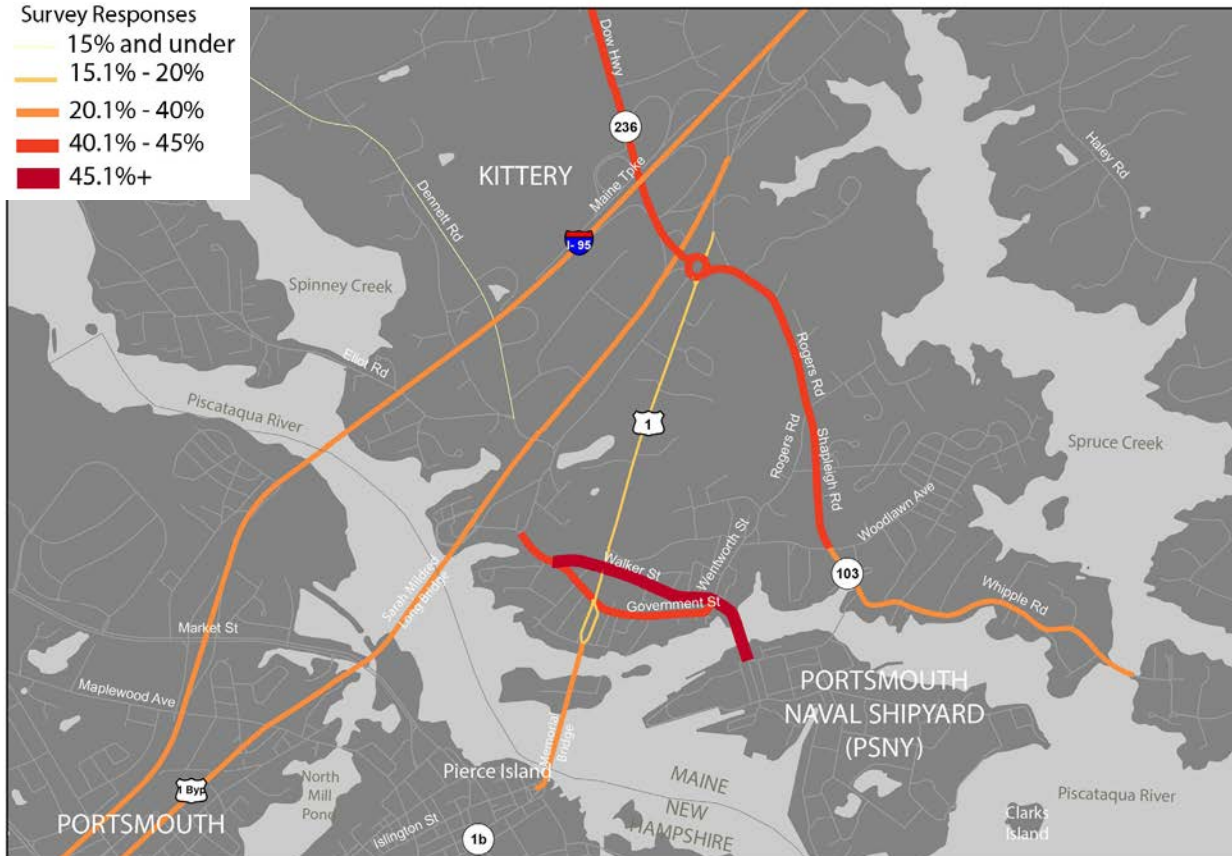 Survey Responses
15% and under
15.1% - 20%
20.1% - 40%
40.1% - 45%
45.1%+
Dow Hwy
236
KITTERY
Maine Tpke
I- 95
Dennett Rd
Haley Rd
Spinney Creek
Eliot Rd
Piscataqua River
1
Rogers Rd
Rogers Rd
Shapleigh Rd
Spruce Creek
Woodlawn Ave
Wentworth St
Walker St
Government St
103
Whipple Rd
Sarah Mildred
Long Bridge
Market St
Maplewood Ave
PORTSMOUTH
NAVAL SHIPYARD
(PSNY)
Memorial
Bridge
Pierce Island
MAINE
NEW
HAMPSHIRE
1 Byp
North
Mill
Pond
PORTSMOUTH
Islington St
1b
Piscataqua River
Clarks
Island